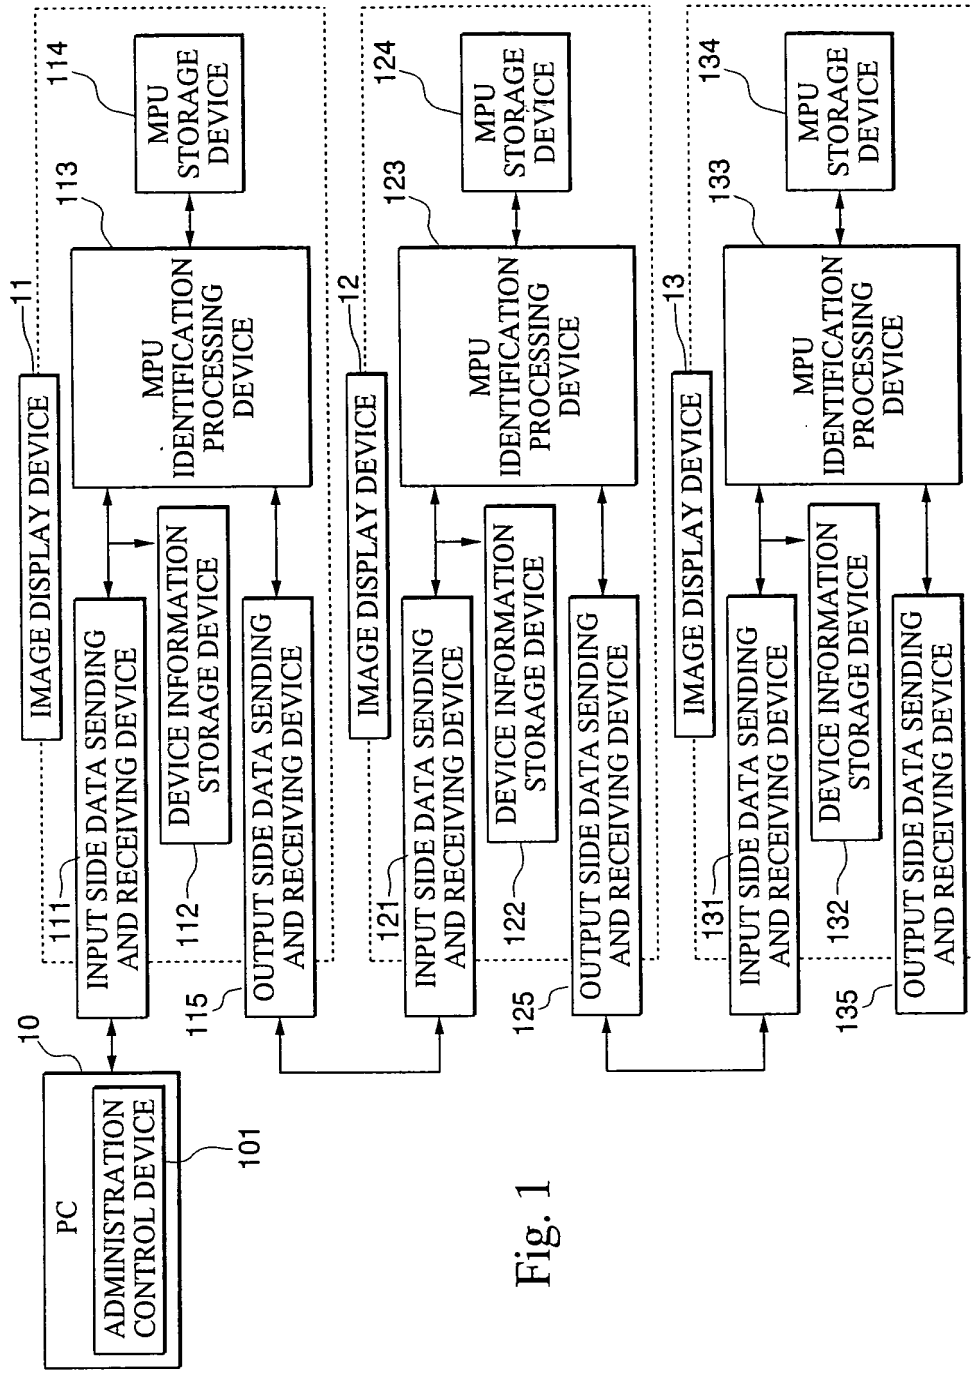 10
PC
ADMINISTRATION
CONTROL DEVICE
101
11
IMAGE DISPLAY DEVICE
111
INPUT SIDE DATA SENDING
AND RECEIVING DEVICE
112
DEVICE INFORMATION
STORAGE DEVICE
113
MPU
IDENTIFICATION
PROCESSING
DEVICE
114
MPU
STORAGE
DEVICE
115
OUTPUT SIDE DATA SENDING
AND RECEIVING DEVICE
12
IMAGE DISPLAY DEVICE
121
INPUT SIDE DATA SENDING
AND RECEIVING DEVICE
122
DEVICE INFORMATION
STORAGE DEVICE
123
MPU
IDENTIFICATION
PROCESSING
DEVICE
124
MPU
STORAGE
DEVICE
125
OUTPUT SIDE DATA SENDING
AND RECEIVING DEVICE
13
IMAGE DISPLAY DEVICE
131
INPUT SIDE DATA SENDING
AND RECEIVING DEVICE
132
DEVICE INFORMATION
STORAGE DEVICE
133
MPU
IDENTIFICATION
PROCESSING
DEVICE
134
MPU
STORAGE
DEVICE
135
OUTPUT SIDE DATA SENDING
AND RECEIVING DEVICE
Fig. 1